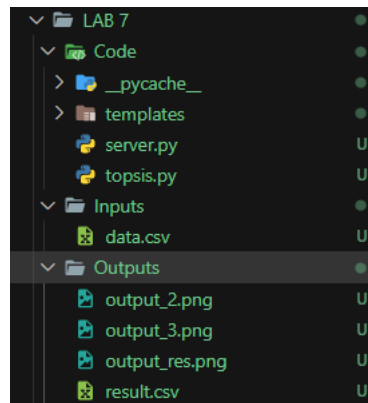 LAB 7
Code
__pycache__
templates
server.py U
topsis.py U
Inputs
data.csv U
Outputs
output_2.png U
output_3.png U
output_res.png U
result.csv U